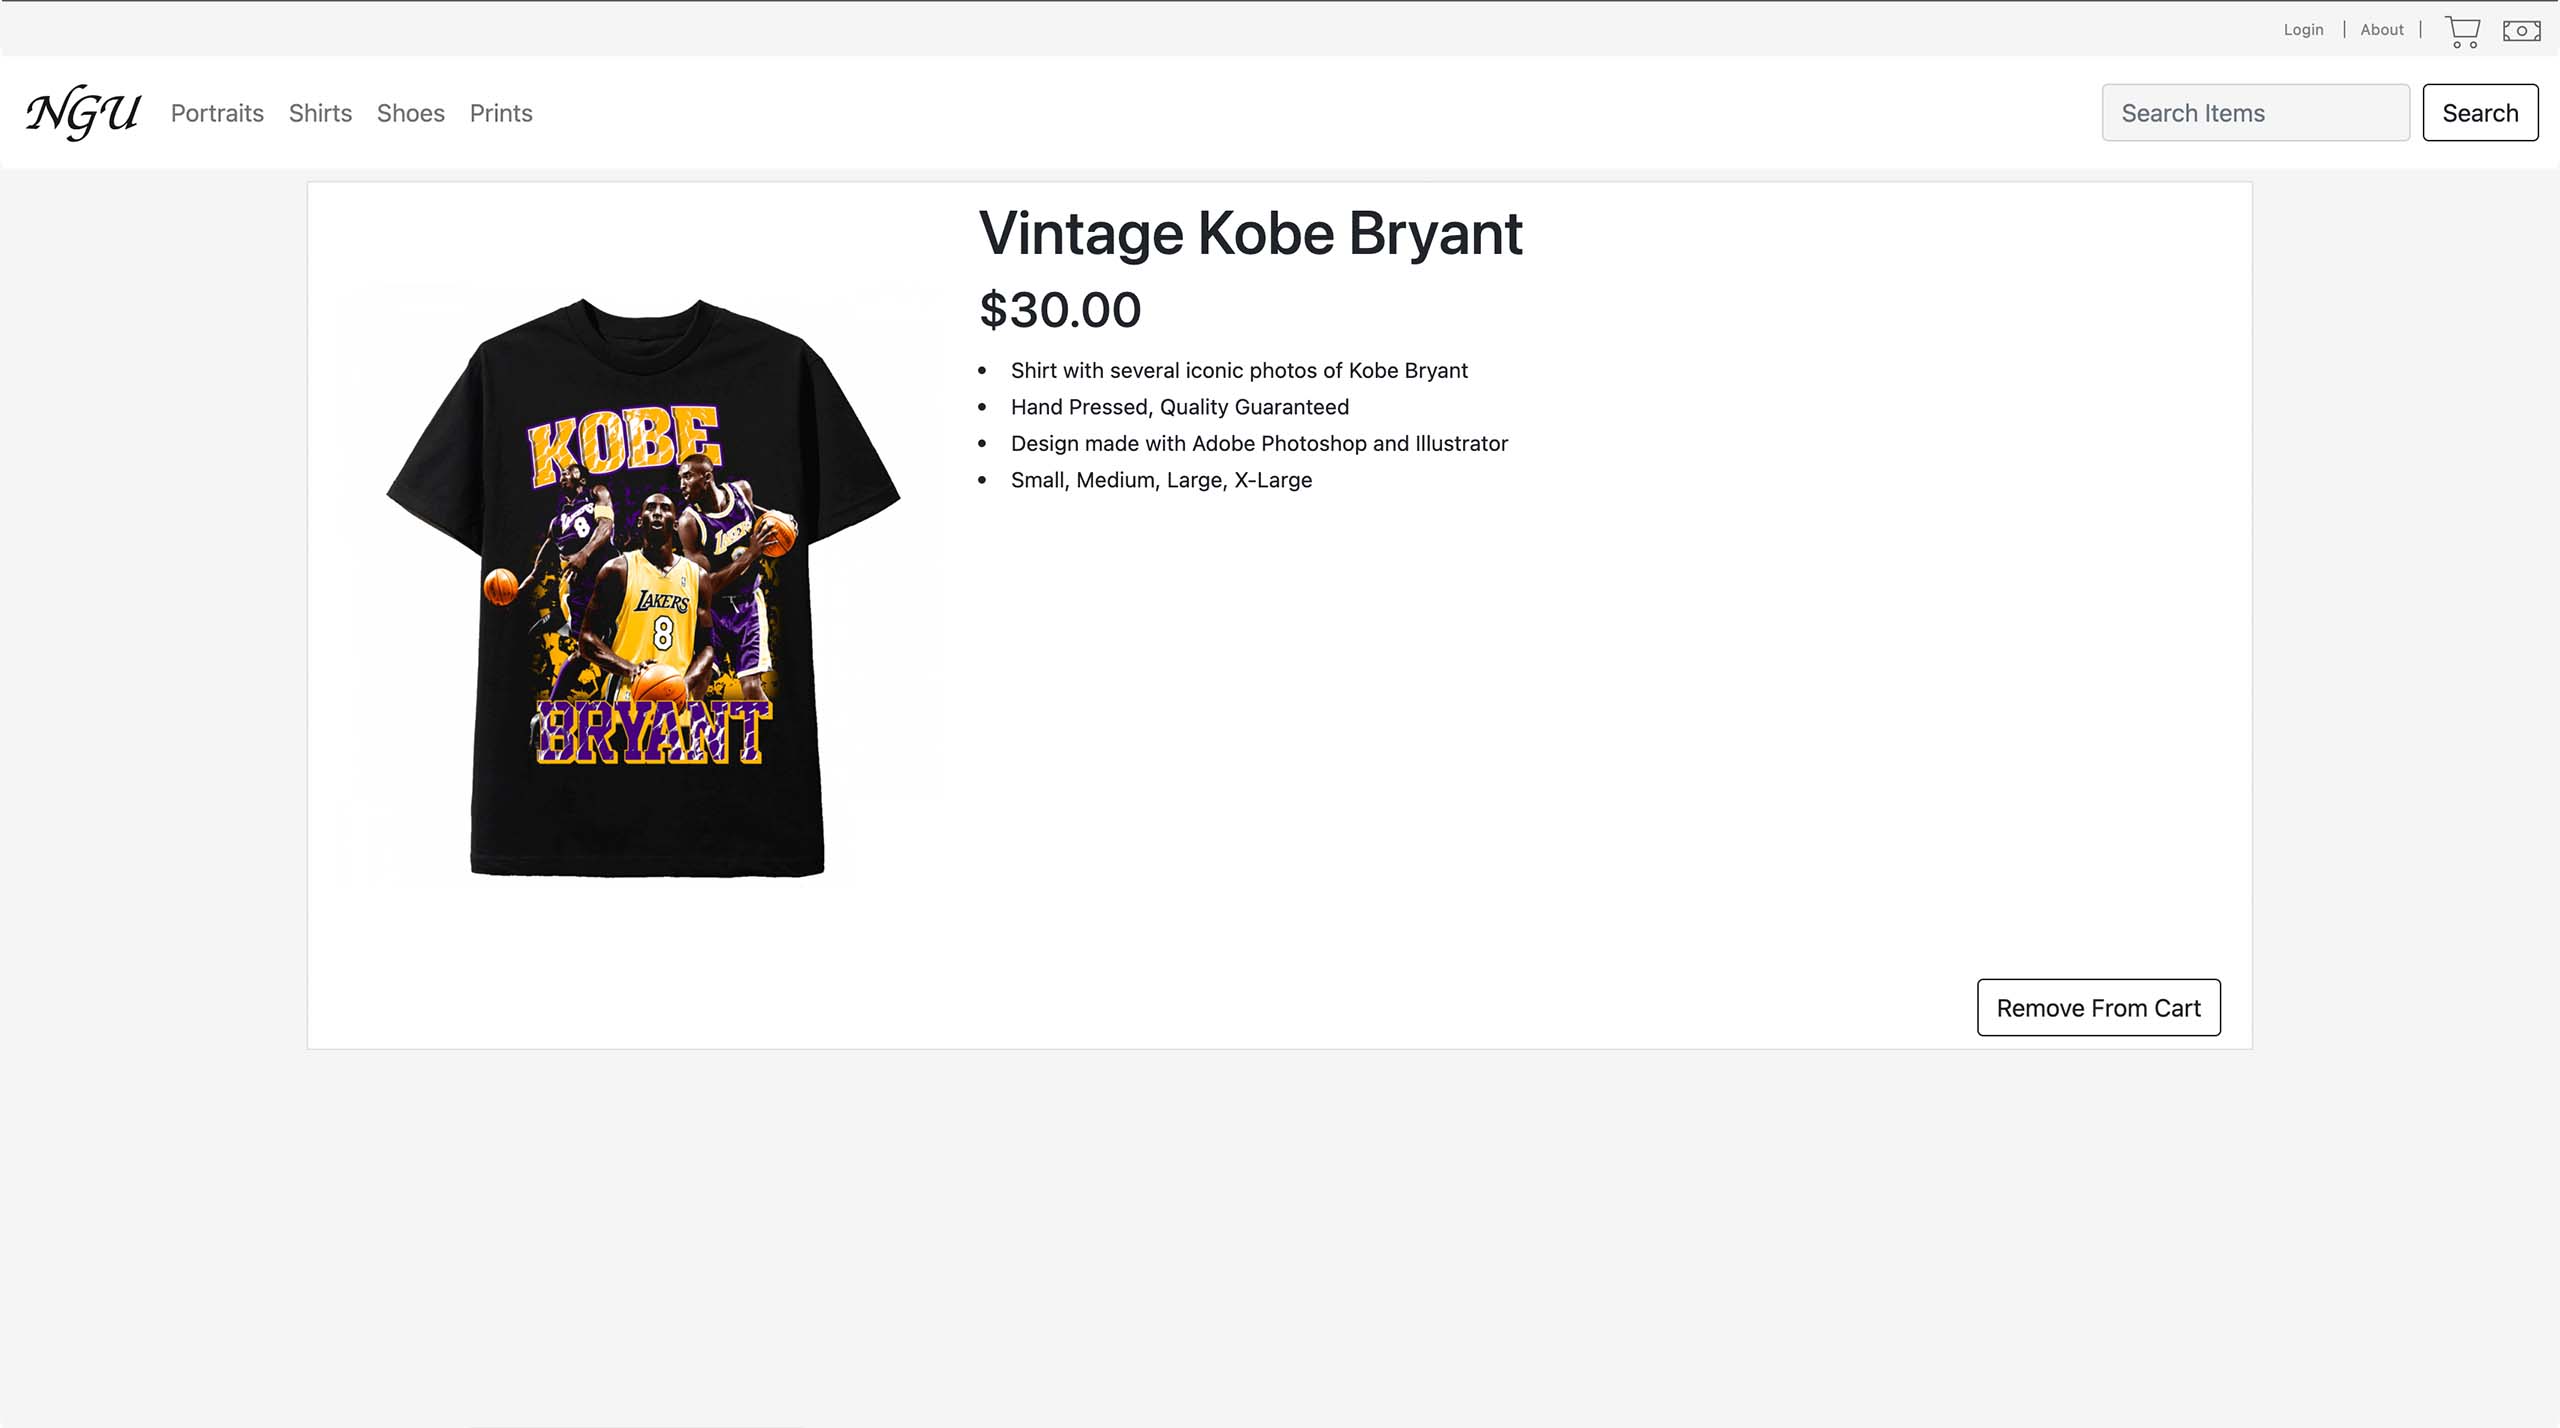 Login | About |
NGU Portraits Shirts Shoes Prints Search Items Search
Vintage Kobe Bryant
$30.00
• Shirt with several iconic photos of Kobe Bryant
• Hand Pressed, Quality Guaranteed
• Design made with Adobe Photoshop and Illustrator
• Small, Medium, Large, X-Large
KOBE
LAKERS
8
LAKERS
8
BRYANT
Remove From Cart